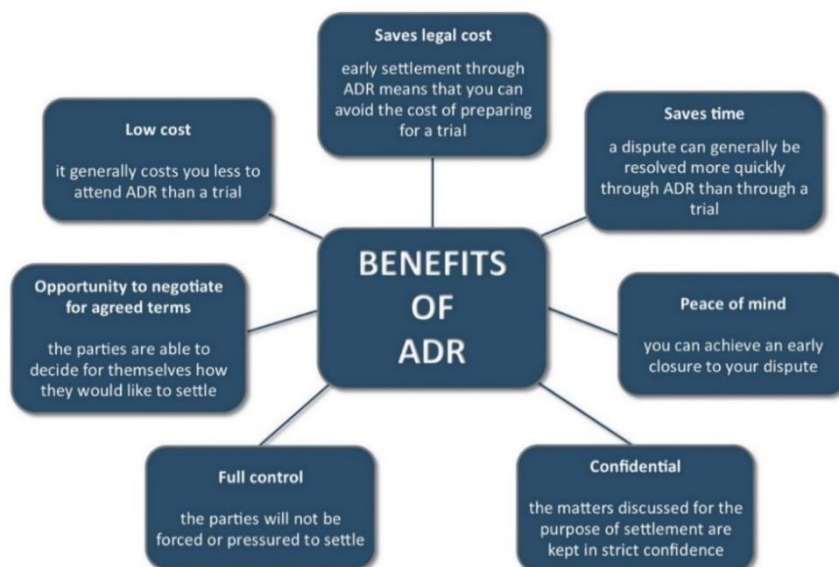 Saves legal cost
early settlement through
ADR means that you can
avoid the cost of preparing
for a trial
Low cost
it generally costs you less to
attend ADR than a trial
Saves time
a dispute can generally be
resolved more quickly
through ADR than through a
trial
BENEFITS
OF
ADR
Opportunity to negotiate
for agreed terms
the parties are able to
decide for themselves how
they would like to settle
Peace of mind
you can achieve an early
closure to your dispute
Full control
the parties will not be
forced or pressured to settle
Confidential
the matters discussed for the
purpose of settlement are
kept in strict confidence